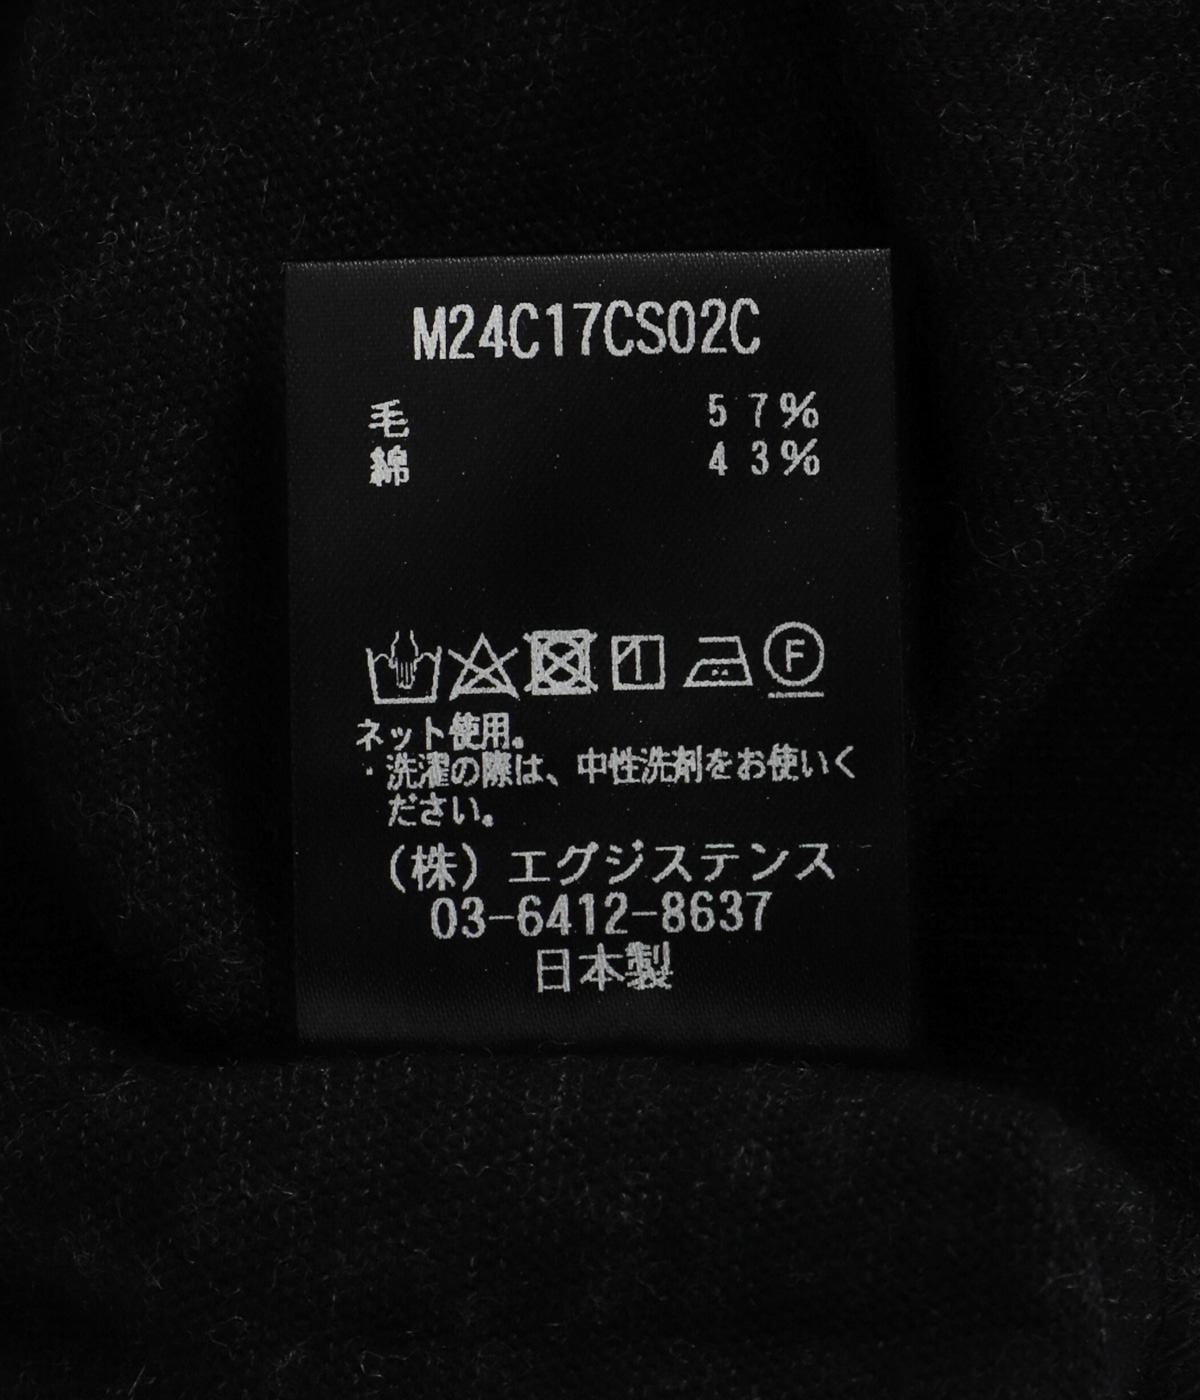 M24C17CS02C
毛 57%
綿 43%
F
ネット使用。
・洗濯の際は、中性洗剤をお使いく
ださい。
(株) エグジステンス
03-6412-8637
日本製